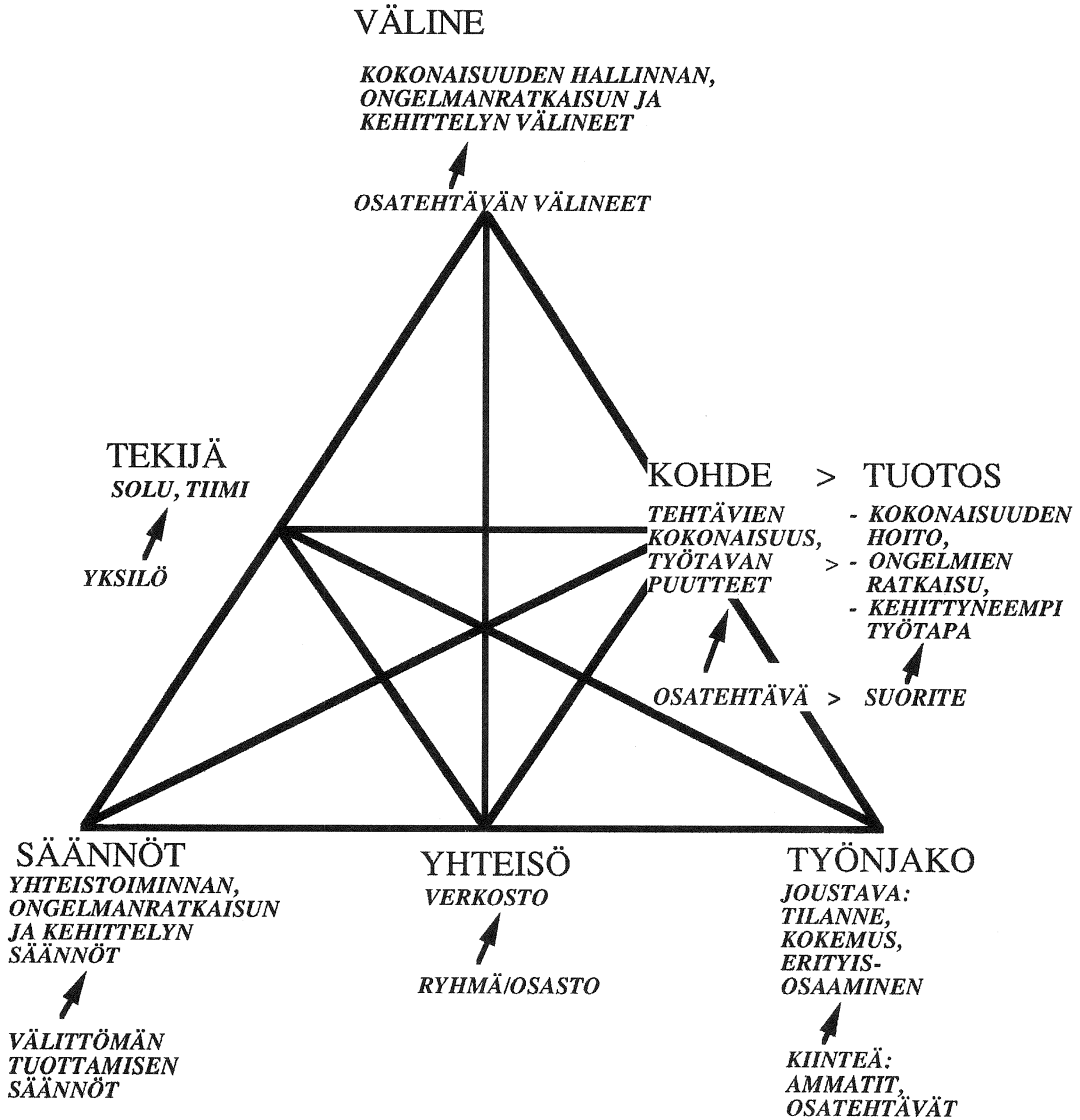 VÄLINE
KOKONAISUUDEN HALLINNAN,
ONGELMANRATKAISUN JA
KEHITTELYN VÄLINEET
OSATEHTÄVÄN VÄLINEET
TEKIJÄ
SOLU, TIIMI
YKSILÖ
KOHDE > TUOTOS
TEHTÄVIEN
KOKONAISUUS,
TYÖTAVAN >
PUUTTEET
- KOKONAISUUDEN
HOITO,
- ONGELMIEN
RATKAISU,
- KEHITTYNEEMPI
TYÖTAPA
OSATEHTÄVÄ > SUORITE
SÄÄNNÖT
YHTEISTOIMINNAN,
ONGELMANRATKAISUN
JA KEHITTELYN
SÄÄNNÖT
VÄLITTÖMÄN
TUOTTAMISEN
SÄÄNNÖT
YHTEISÖ
VERKOSTO
RYHMÄ/OSASTO
TYÖNJAKO
JOUSTAVA:
TILANNE,
KOKEMUS,
ERITYIS-
OSAAMINEN
KIINTEÄ:
AMMATIT,
OSATEHTÄVÄT